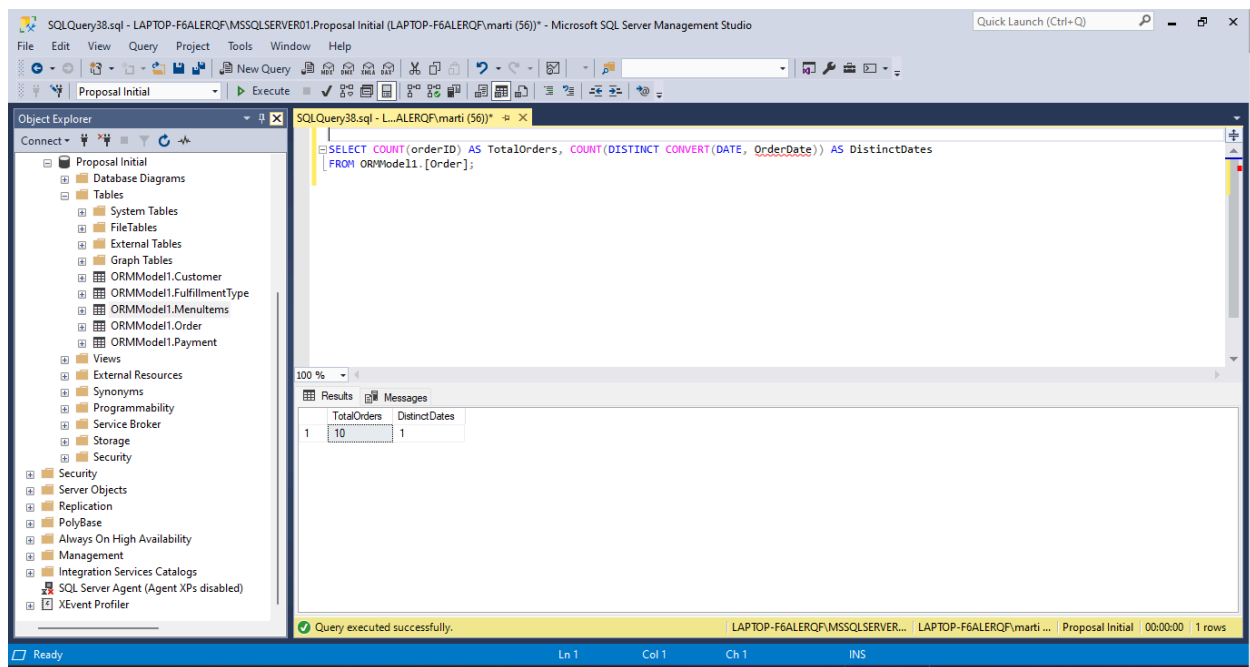 SQLQuery38.sql - LAPTOP-F6ALERQF\MSSQLSERVER01.Proposal Initial (LAPTOP-F6ALERQF\marti (56))* - Microsoft SQL Server Management Studio
Quick Launch (Ctrl+Q)
File Edit View Query Project Tools Window Help
New Query MDX DMX XMLA DAX
Proposal Initial Execute
Object Explorer
SQLQuery38.sql - L...ALERQF\marti (56))*
Connect
SELECT COUNT(orderID) AS TotalOrders, COUNT(DISTINCT CONVERT(DATE, OrderDate)) AS DistinctDates
FROM ORMModel1.[Order];
Proposal Initial
Database Diagrams
Tables
System Tables
FileTables
External Tables
Graph Tables
ORMModel1.Customer
ORMModel1.FulfillmentType
ORMModel1.MenuItems
ORMModel1.Order
ORMModel1.Payment
Views
External Resources
Synonyms
Programmability
Service Broker
Storage
Security
Security
Server Objects
Replication
PolyBase
Always On High Availability
Management
Integration Services Catalogs
SQL Server Agent (Agent XPs disabled)
XEvent Profiler
100 %
Results Messages
TotalOrders DistinctDates
1 10 1
Query executed successfully. LAPTOP-F6ALERQF\MSSQLSERVER... LAPTOP-F6ALERQF\marti ... Proposal Initial 00:00:00 1 rows
Ready Ln 1 Col 1 Ch 1 INS